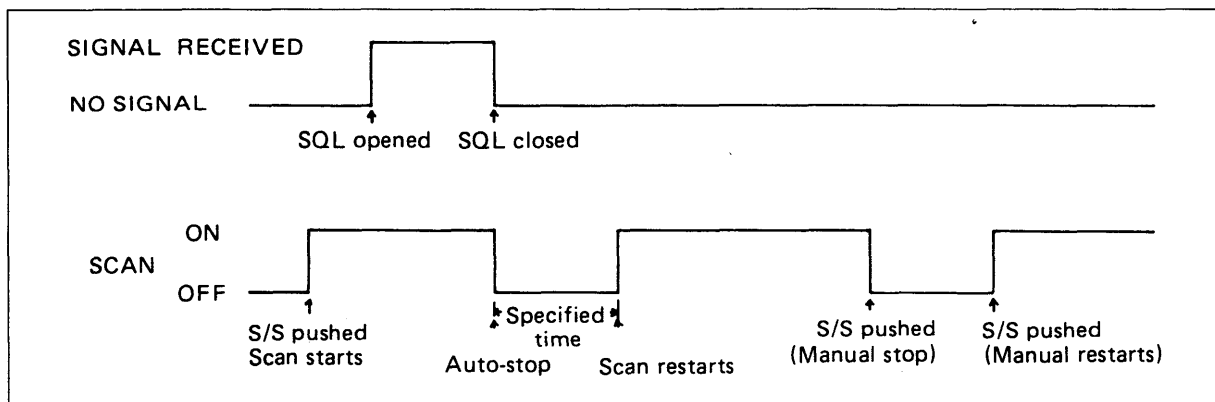 SIGNAL RECEIVED
NO SIGNAL
SQL opened SQL closed
ON
SCAN
OFF
S/S pushed
Scan starts
Specified
time
Auto-stop
Scan restarts
S/S pushed
(Manual stop)
S/S pushed
(Manual restarts)